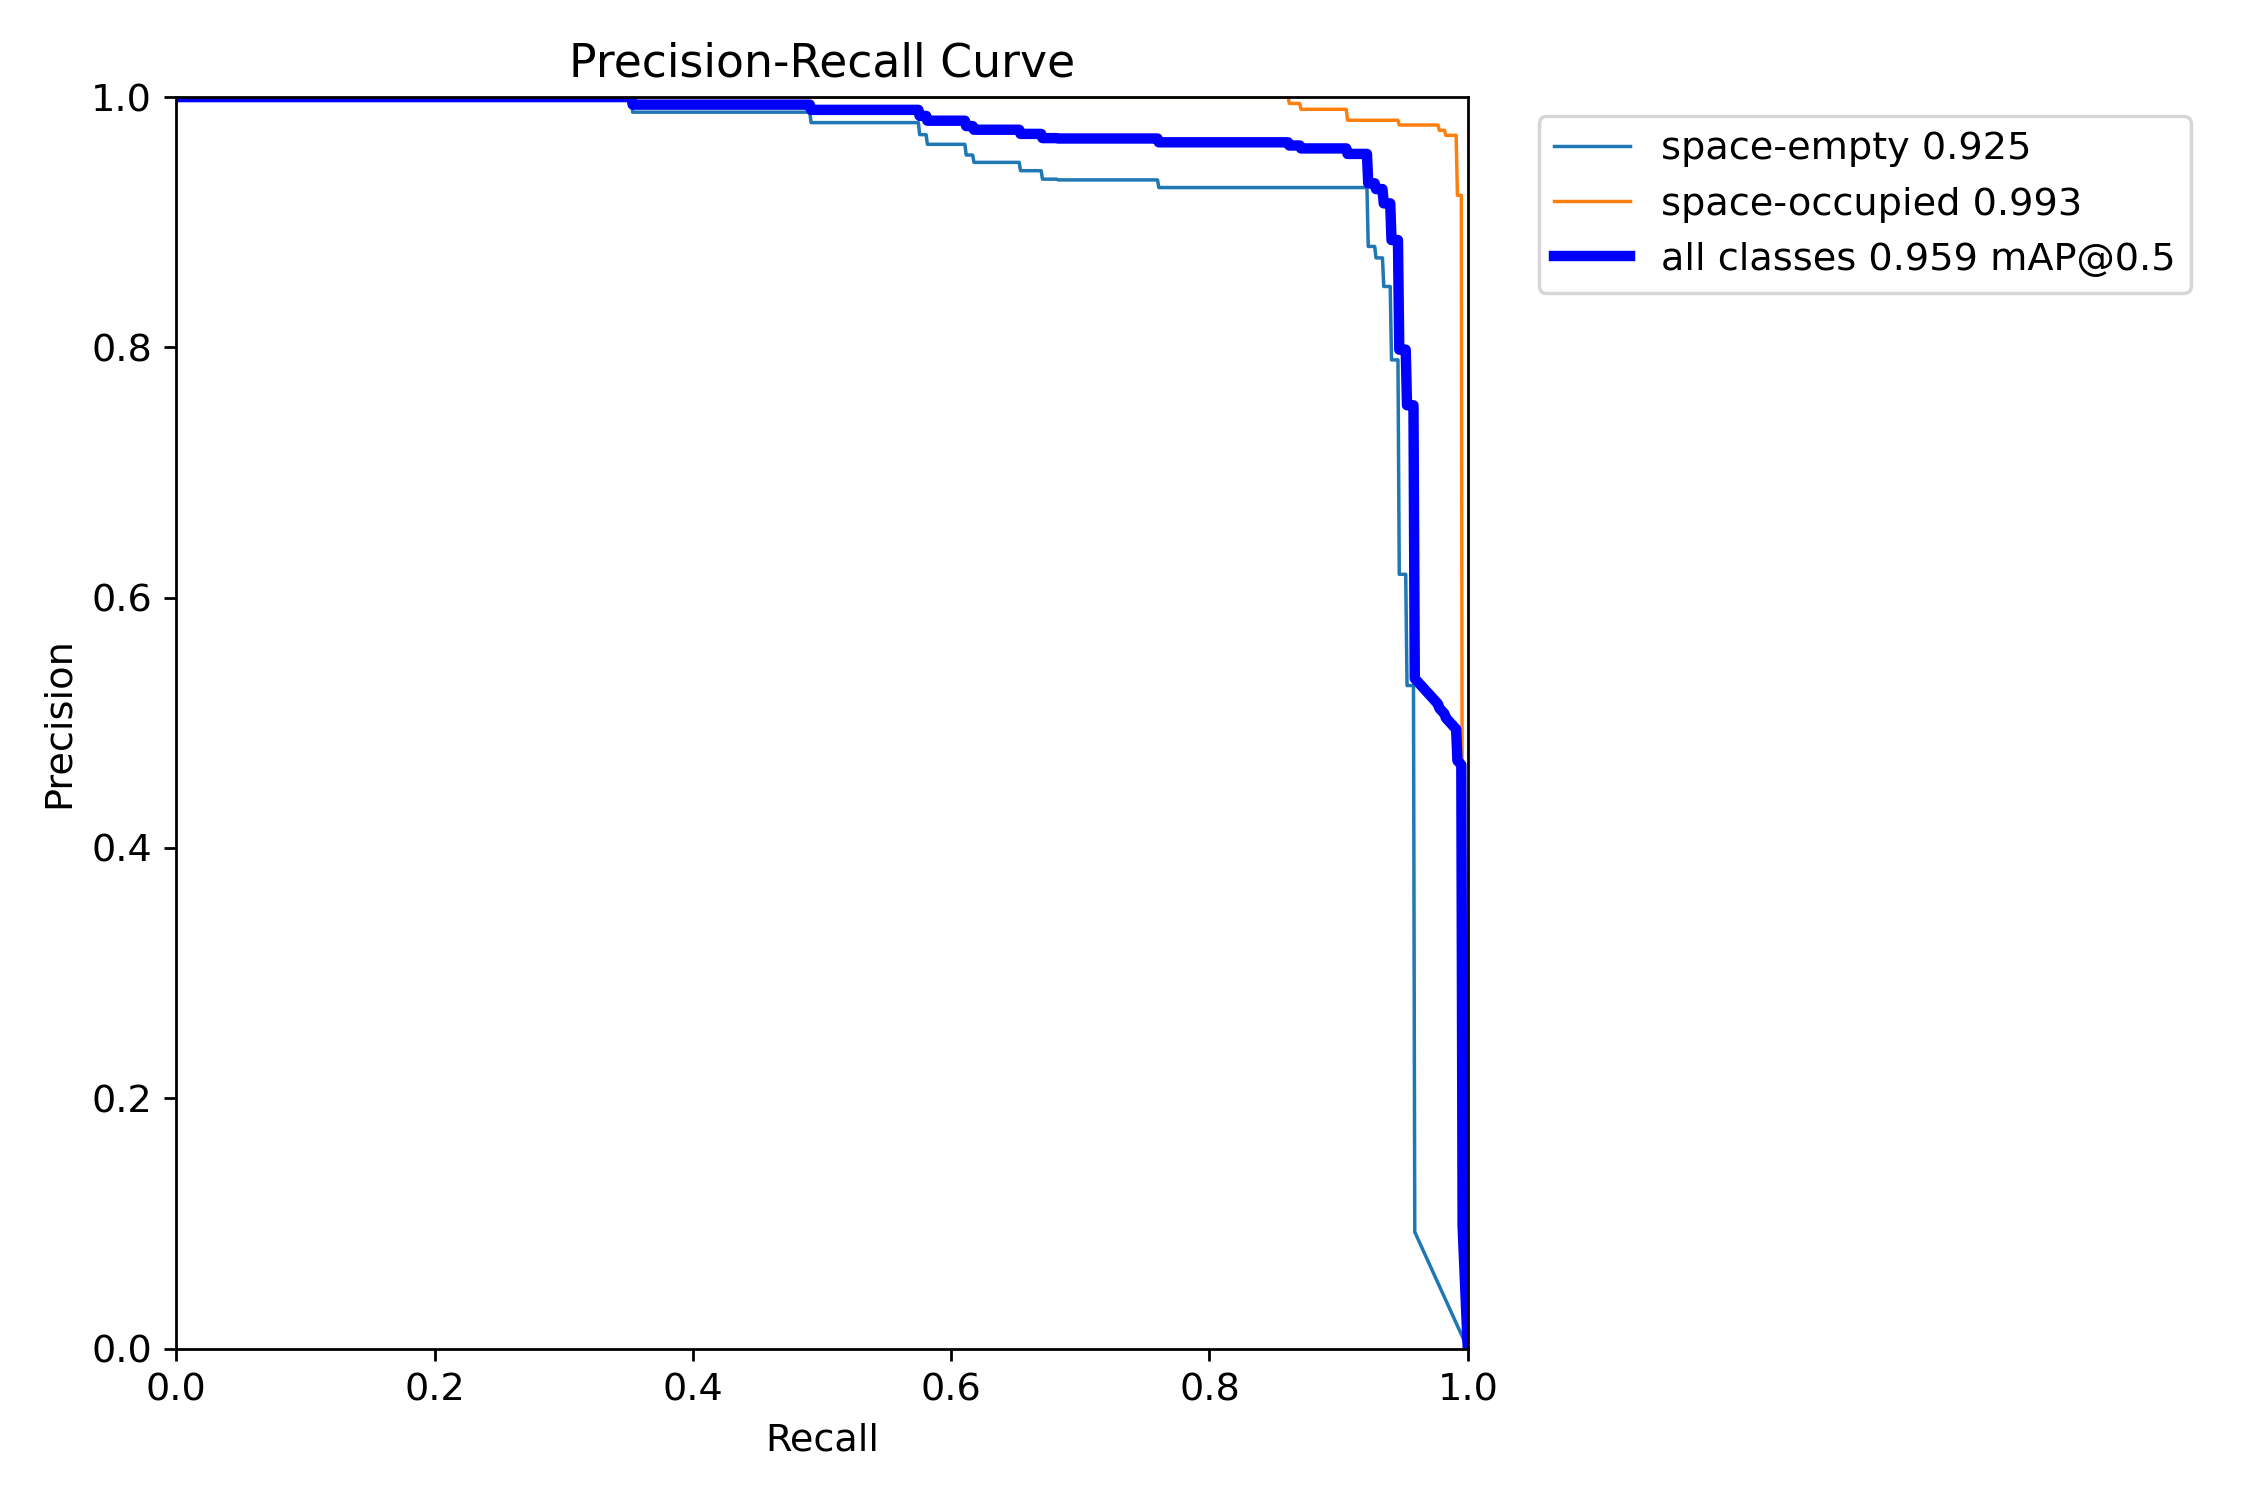 Precision-Recall Curve
1.0
0.8
0.6
0.4
0.2
0.0
Precision
0.0 0.2 0.4 0.6 0.8 1.0
Recall
space-empty 0.925
space-occupied 0.993
all classes 0.959 mAP@0.5